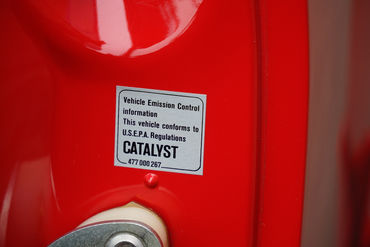 Vehicle Emission Control
information
This vehicle conforms to
U.S.E.P.A. Regulations
CATALYST
477 000 267